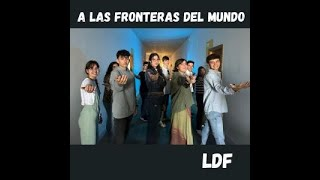 A LAS FRONTERAS DEL MUNDO
LDF